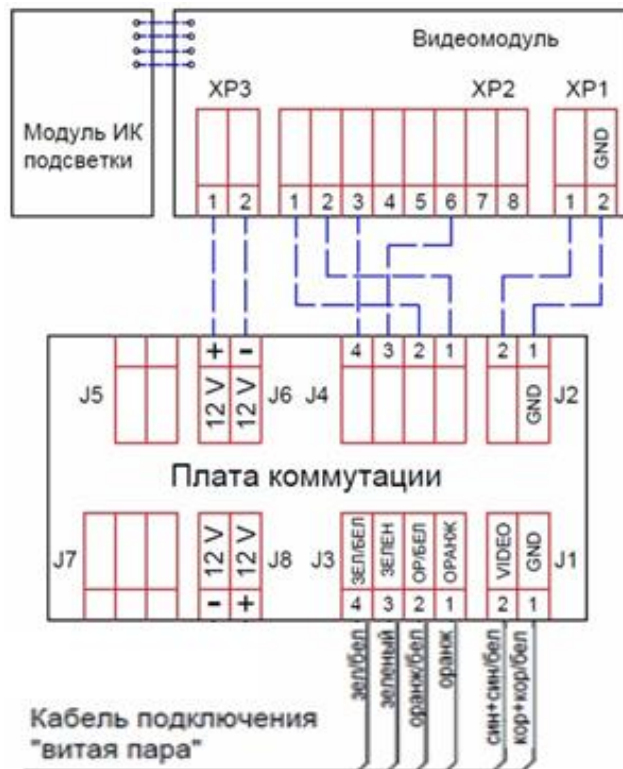 Видеомодуль
Модуль ИК
подсветки
XP3
XP2
XP1
GND
1 2
1 2 3 4 5 6 7 8
1 2
+ -
4 3 2 1
2 1
J5
12 V
12 V
J6
J4
GND
J2
Плата коммутации
J7
12 V
12 V
J8
J3
ЗЕЛ/БЕЛ
ЗЕЛЕН
ОР/БЕЛ
ОРАНЖ
VIDEO
GND
J1
- +
4 3 2 1
2 1
зел/бел
зеленый
оранж/бел
оранж
син+син/бел
кор+кор/бел
Кабель подключения
"витая пара"